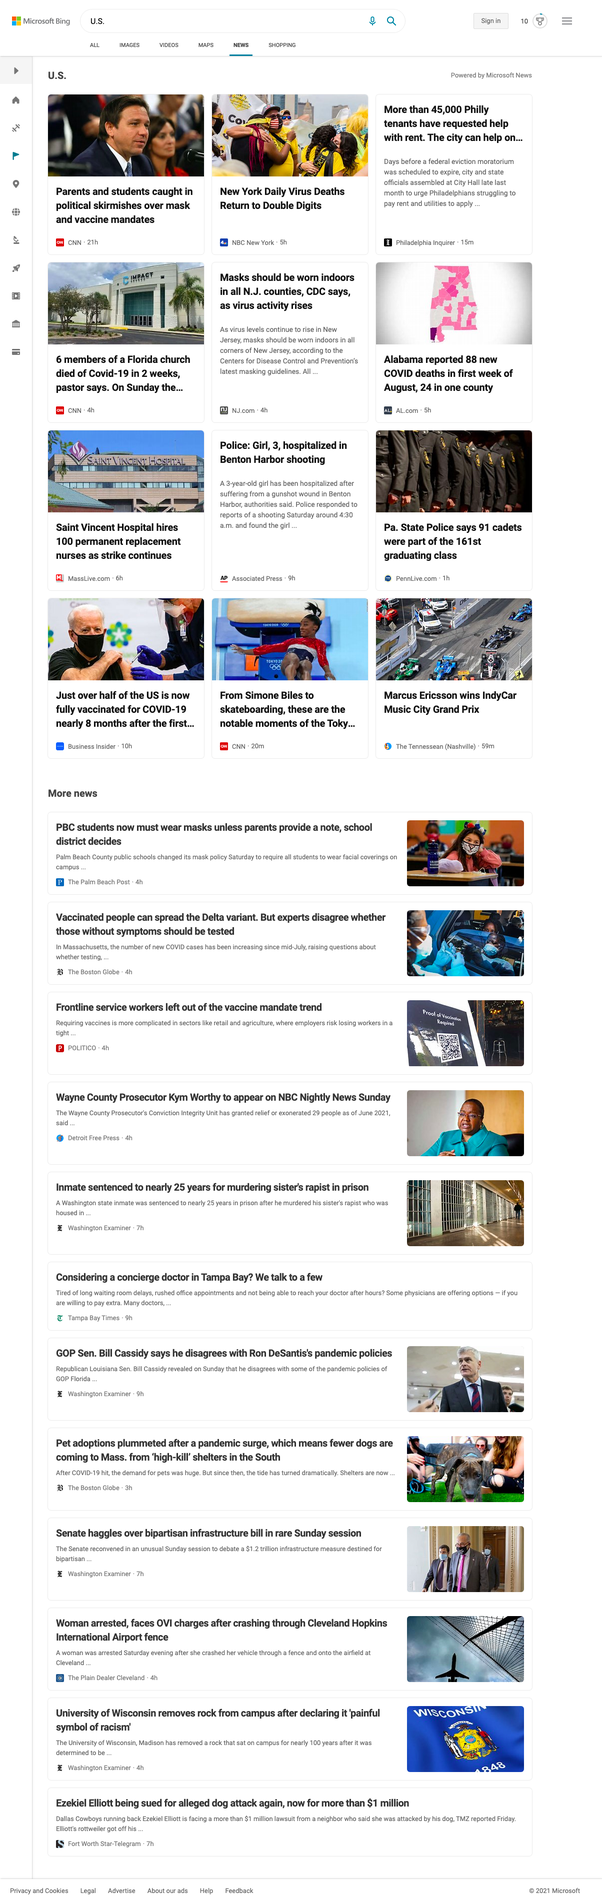 Microsoft Bing
U.S.
Sign in
10
ALL
IMAGES
VIDEOS
MAPS
NEWS
SHOPPING
U.S.
Powered by Microsoft News
Parents and students caught in
political skirmishes over mask
and vaccine mandates
CNN · 21h
New York Daily Virus Deaths
Return to Double Digits
NBC New York · 5h
More than 45,000 Philly
tenants have requested help
with rent. The city can help on...
Days before a federal eviction moratorium
was scheduled to expire, city and state
officials assembled at City Hall late last
month to urge Philadelphians struggling to
pay rent and utilities to apply ...
Philadelphia Inquirer · 15m
IMPACT
6 members of a Florida church
died of Covid-19 in 2 weeks,
pastor says. On Sunday the...
CNN · 4h
Masks should be worn indoors
in all N.J. counties, CDC says,
as virus activity rises
As virus levels continue to rise in New
Jersey, masks should be worn indoors in all
corners of New Jersey, according to the
Centers for Disease Control and Prevention's
latest masking guidelines. All ...
NJ.com · 4h
Alabama reported 88 new
COVID deaths in first week of
August, 24 in one county
AL.com · 5h
SAINT VINCENT HOSPITAL
Saint Vincent Hospital hires
100 permanent replacement
nurses as strike continues
MassLive.com · 6h
Police: Girl, 3, hospitalized in
Benton Harbor shooting
A 3-year-old girl has been hospitalized after
suffering from a gunshot wound in Benton
Harbor, authorities said. Police responded to
reports of a shooting Saturday around 4:30
a.m. and found the girl ...
AP Associated Press · 9h
Pa. State Police says 91 cadets
were part of the 161st
graduating class
PennLive.com · 1h
Just over half of the US is now
fully vaccinated for COVID-19
nearly 8 months after the first...
Business Insider · 10h
From Simone Biles to
skateboarding, these are the
notable moments of the Toky...
CNN · 20m
Marcus Ericsson wins IndyCar
Music City Grand Prix
The Tennessean (Nashville) · 59m
More news
PBC students now must wear masks unless parents provide a note, school
district decides
Palm Beach County public schools changed its mask policy Saturday to require all students to wear facial coverings on
campus ...
The Palm Beach Post · 4h
Vaccinated people can spread the Delta variant. But experts disagree whether
those without symptoms should be tested
In Massachusetts, the number of new COVID cases has been increasing since mid-July, raising questions about
whether testing, ...
The Boston Globe · 4h
Frontline service workers left out of the vaccine mandate trend
Requiring vaccines is more complicated in sectors like retail and agriculture, where employers risk losing workers in a
tight ...
POLITICO · 4h
Proof of Vaccination
Required
Wayne County Prosecutor Kym Worthy to appear on NBC Nightly News Sunday
The Wayne County Prosecutor's Conviction Integrity Unit has granted relief or exonerated 29 people as of June 2021,
said ...
Detroit Free Press · 4h
Inmate sentenced to nearly 25 years for murdering sister's rapist in prison
A Washington state inmate was sentenced to nearly 25 years in prison after he murdered his sister's rapist who was
housed in ...
Washington Examiner · 7h
Considering a concierge doctor in Tampa Bay? We talk to a few
Tired of long waiting room delays, rushed office appointments and not being able to reach your doctor after hours? Some physicians are offering options — if you
are willing to pay extra. Many doctors, ...
Tampa Bay Times · 9h
GOP Sen. Bill Cassidy says he disagrees with Ron DeSantis's pandemic policies
Republican Louisiana Sen. Bill Cassidy revealed on Sunday that he disagrees with some of the pandemic policies of
GOP Florida ...
Washington Examiner · 9h
Pet adoptions plummeted after a pandemic surge, which means fewer dogs are
coming to Mass. from 'high-kill' shelters in the South
After COVID-19 hit, the demand for pets was huge. But since then, the tide has turned dramatically. Shelters are now ...
The Boston Globe · 3h
Senate haggles over bipartisan infrastructure bill in rare Sunday session
The Senate reconvened in an unusual Sunday session to debate a $1.2 trillion infrastructure measure destined for
bipartisan ...
Washington Examiner · 7h
Woman arrested, faces OVI charges after crashing through Cleveland Hopkins
International Airport fence
A woman was arrested Saturday evening after she crashed her vehicle through a fence and onto the airfield at
Cleveland ...
The Plain Dealer Cleveland · 4h
University of Wisconsin removes rock from campus after declaring it 'painful
symbol of racism'
The University of Wisconsin, Madison has removed a rock that sat on campus for nearly 100 years after it was
determined to be ...
Washington Examiner · 4h
WISCONSIN
1848
Ezekiel Elliott being sued for alleged dog attack again, now for more than $1 million
Dallas Cowboys running back Ezekiel Elliott is facing a more than $1 million lawsuit from a neighbor who said she was attacked by his dog, TMZ reported Friday.
Elliott's rottweiler got off his ...
Fort Worth Star-Telegram · 7h
Privacy and Cookies
Legal
Advertise
About our ads
Help
Feedback
© 2021 Microsoft